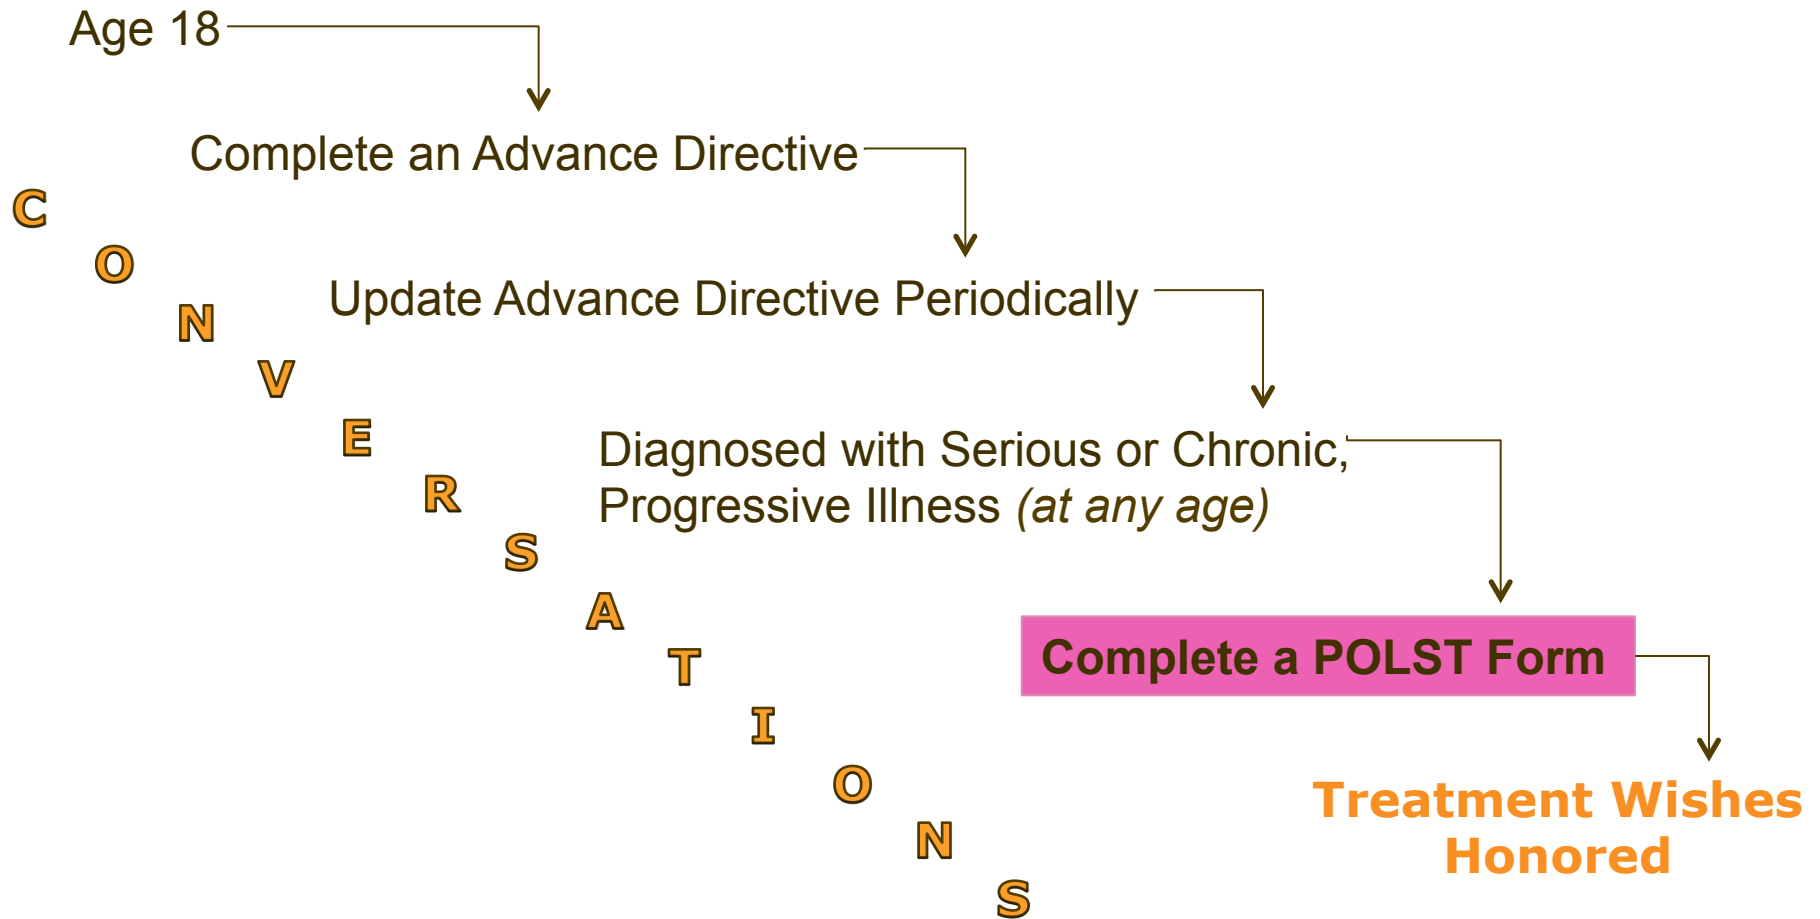 Age 18
Complete an Advance Directive
Update Advance Directive Periodically
Diagnosed with Serious or Chronic,
Progressive Illness (at any age)
Complete a POLST Form
Treatment Wishes
Honored
CONVERSATIONS